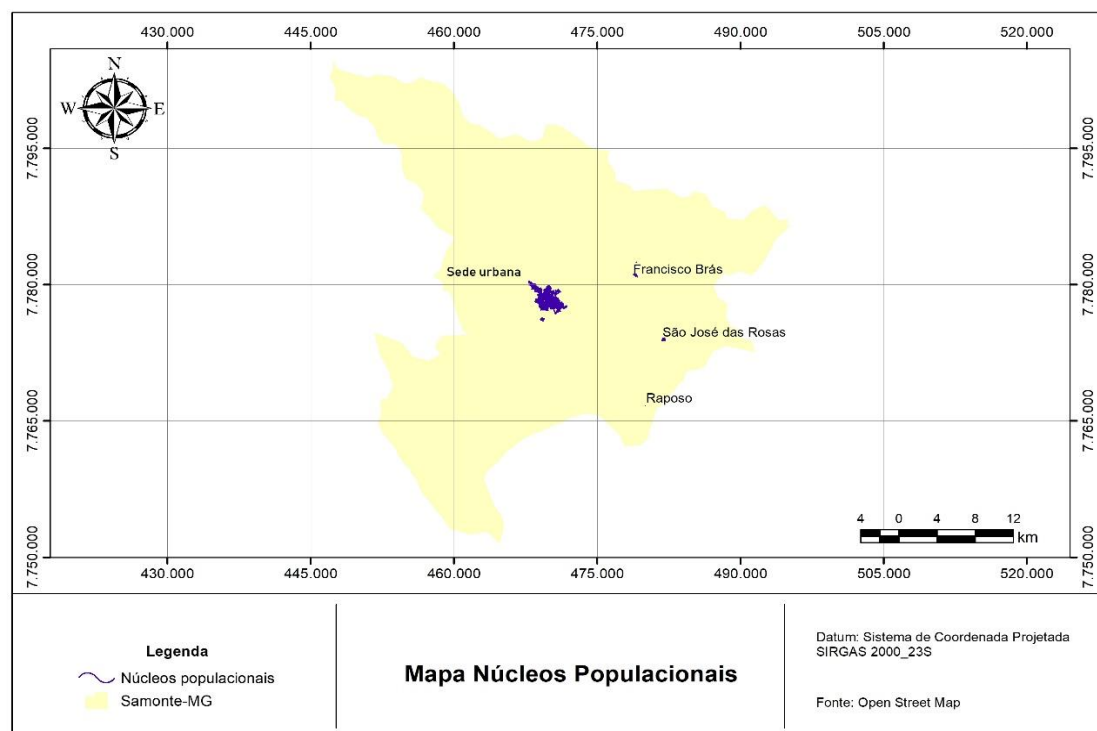 430.000 445.000 460.000 475.000 490.000 505.000 520.000
N
W E
S
7.795.000 7.795.000
Francisco Brás
Sede urbana
7.780.000 7.780.000
São José das Rosas
Raposo
7.765.000 7.765.000
4 0 4 8 12
km
7.750.000 7.750.000
430.000 445.000 460.000 475.000 490.000 505.000 520.000
Legenda
Núcleos populacionais
Samonte-MG
Mapa Núcleos Populacionais
Datum: Sistema de Coordenada Projetada
SIRGAS 2000_23S
Fonte: Open Street Map